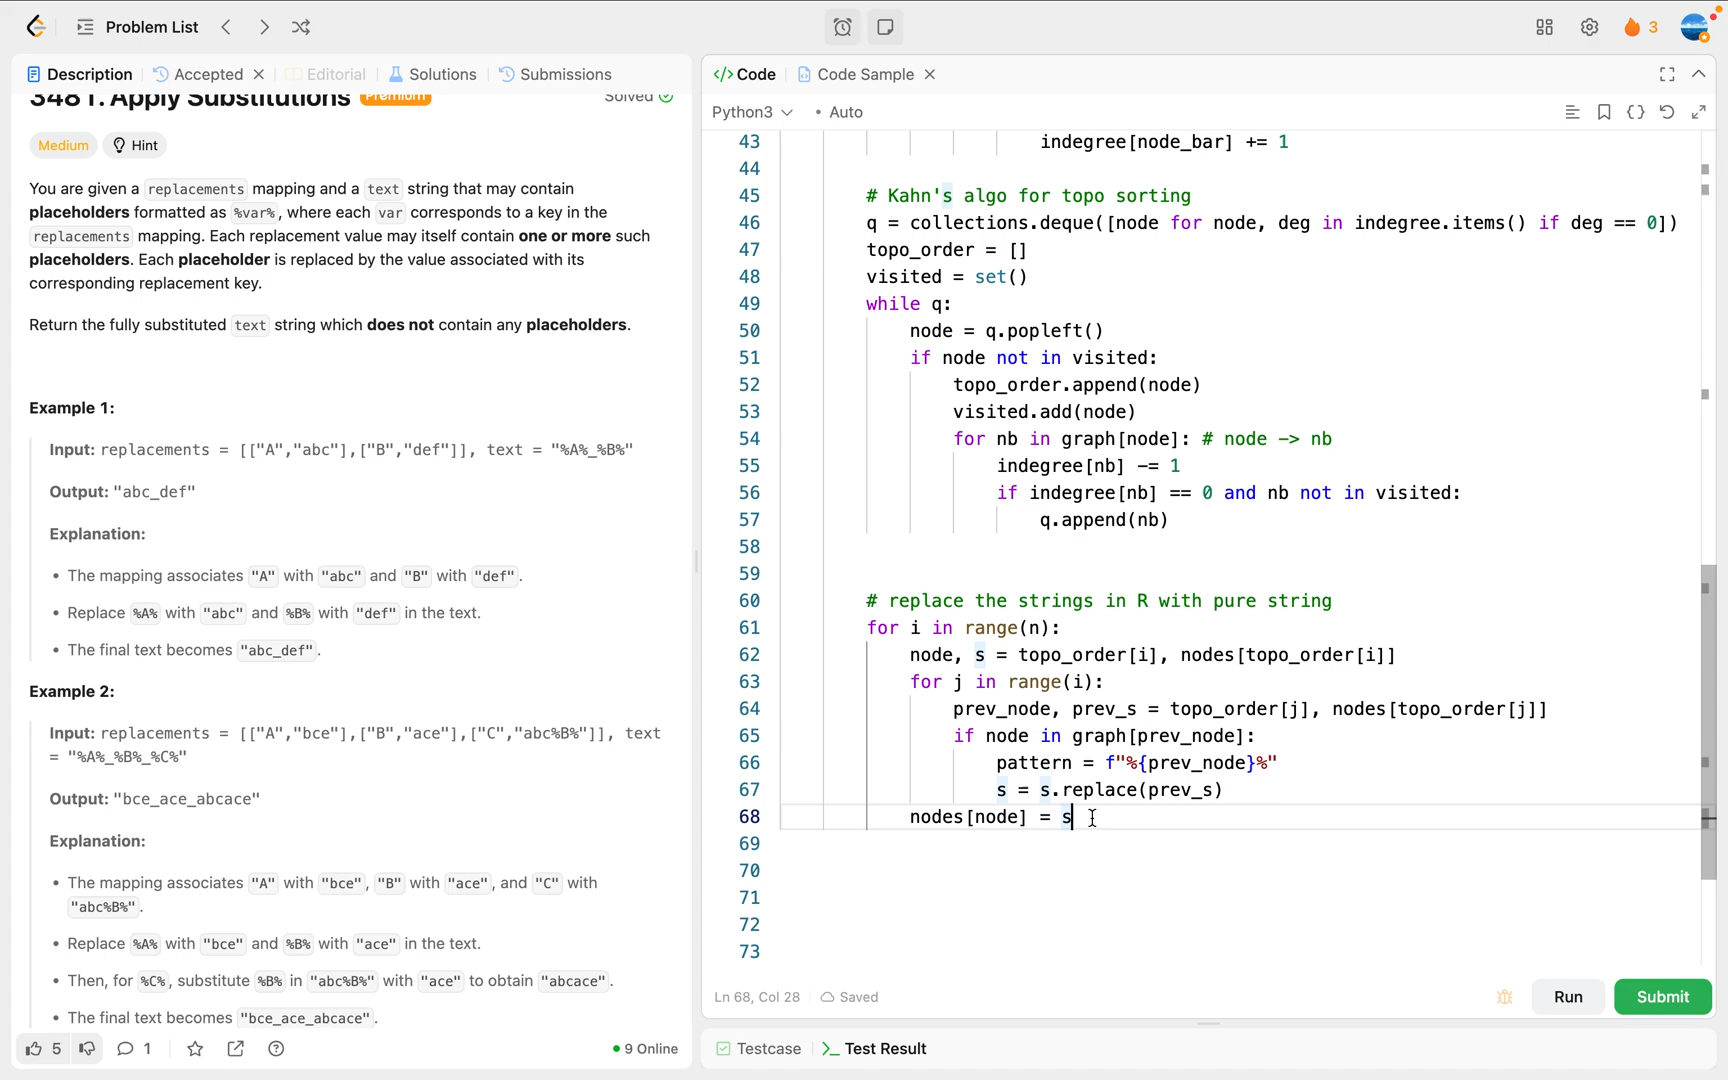 Problem List
3
Description
Accepted
Editorial
Solutions
Submissions
3481. Apply Substitutions
Premium
Solved
Medium
Hint
You are given a replacements mapping and a text string that may contain
placeholders formatted as %var%, where each var corresponds to a key in the
replacements mapping. Each replacement value may itself contain one or more such
placeholders. Each placeholder is replaced by the value associated with its
corresponding replacement key.
Return the fully substituted text string which does not contain any placeholders.
Example 1:
Input: replacements = [["A","abc"],["B","def"]], text = "%A%_%B%"
Output: "abc_def"
Explanation:
• The mapping associates "A" with "abc" and "B" with "def".
• Replace %A% with "abc" and %B% with "def" in the text.
• The final text becomes "abc_def".
Example 2:
Input: replacements = [["A","bce"],["B","ace"],["C","abc%B%"]], text
= "%A%_%B%_%C%"
Output: "bce_ace_abcace"
Explanation:
• The mapping associates "A" with "bce", "B" with "ace", and "C" with
"abc%B%".
• Replace %A% with "bce" and %B% with "ace" in the text.
• Then, for %C%, substitute %B% in "abc%B%" with "ace" to obtain "abcace".
• The final text becomes "bce_ace_abcace".
5
1
9 Online
</> Code
Code Sample
Python3
• Auto
43 indegree[node_bar] += 1
44
45 # Kahn's algo for topo sorting
46 q = collections.deque([node for node, deg in indegree.items() if deg == 0])
47 topo_order = []
48 visited = set()
49 while q:
50 node = q.popleft()
51 if node not in visited:
52 topo_order.append(node)
53 visited.add(node)
54 for nb in graph[node]: # node -> nb
55 indegree[nb] -= 1
56 if indegree[nb] == 0 and nb not in visited:
57 q.append(nb)
58
59
60 # replace the strings in R with pure string
61 for i in range(n):
62 node, s = topo_order[i], nodes[topo_order[i]]
63 for j in range(i):
64 prev_node, prev_s = topo_order[j], nodes[topo_order[j]]
65 if node in graph[prev_node]:
66 pattern = f"%{prev_node}%"
67 s = s.replace(prev_s)
68 nodes[node] = s
69
70
71
72
73
Ln 68, Col 28
Saved
Run
Submit
Testcase
>_ Test Result